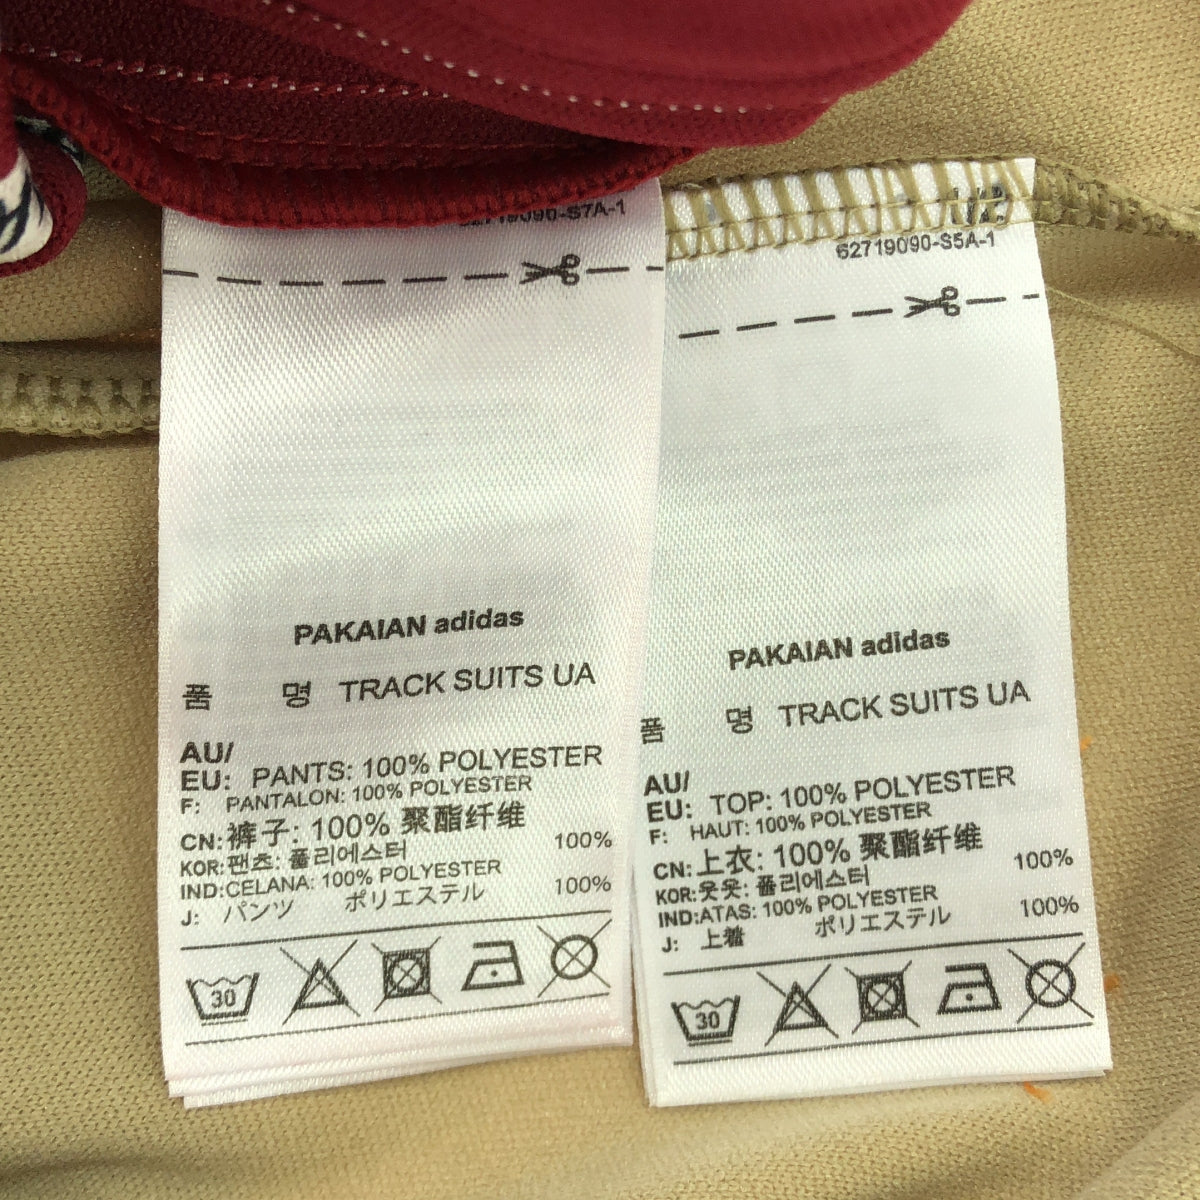 62719090-S7A-1
PAKAIAN adidas
품 명 TRACK SUITS UA
AU/
EU: PANTS: 100% POLYESTER
F: PANTALON: 100% POLYESTER
CN: 裤子: 100% 聚酯纤维
KOR: 팬츠: 폴리에스터 100%
IND:CELANA: 100% POLYESTER
J: パンツ ポリエステル 100%
30
62719090-S5A-1
PAKAIAN adidas
품 명 TRACK SUITS UA
AU/
EU: TOP: 100% POLYESTER
F: HAUT: 100% POLYESTER
CN: 上衣: 100% 聚酯纤维
KOR: 웃옷: 폴리에스터 100%
IND:ATAS: 100% POLYESTER
J: 上着 ポリエステル 100%
30